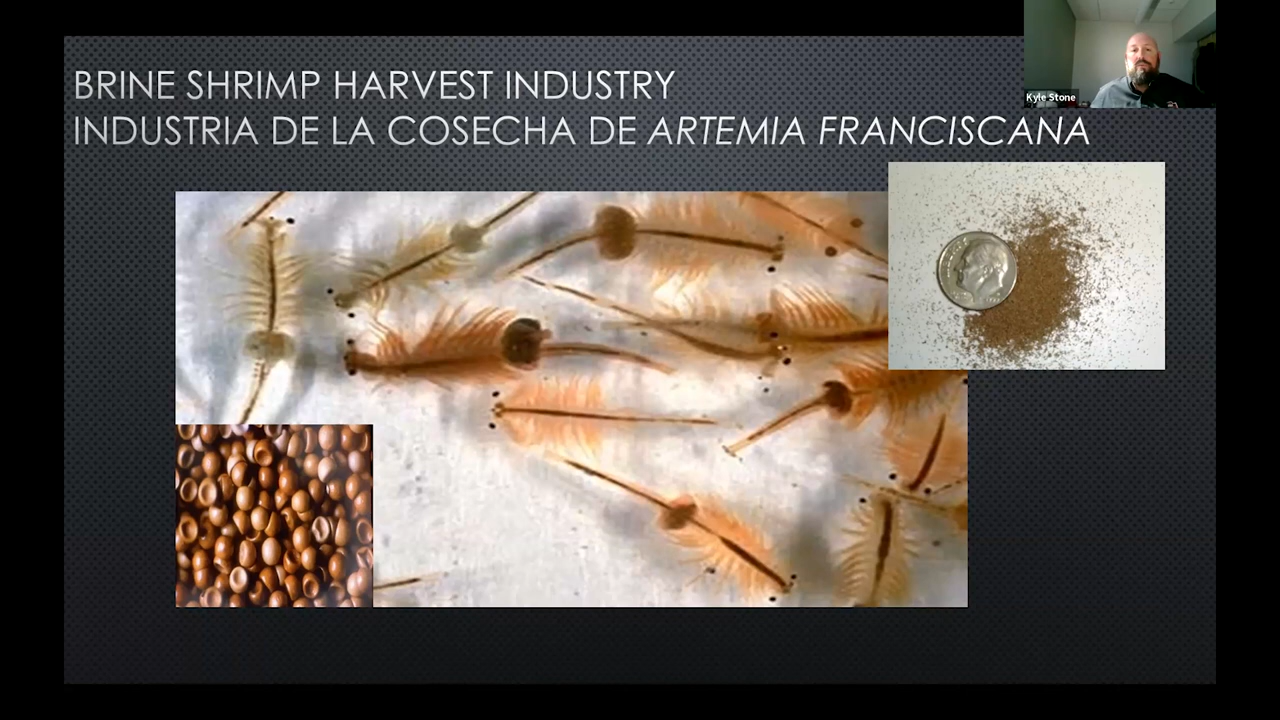 BRINE SHRIMP HARVEST INDUSTRY
INDUSTRIA DE LA COSECHA DE ARTEMIA FRANCISCANA
Kyle Stone